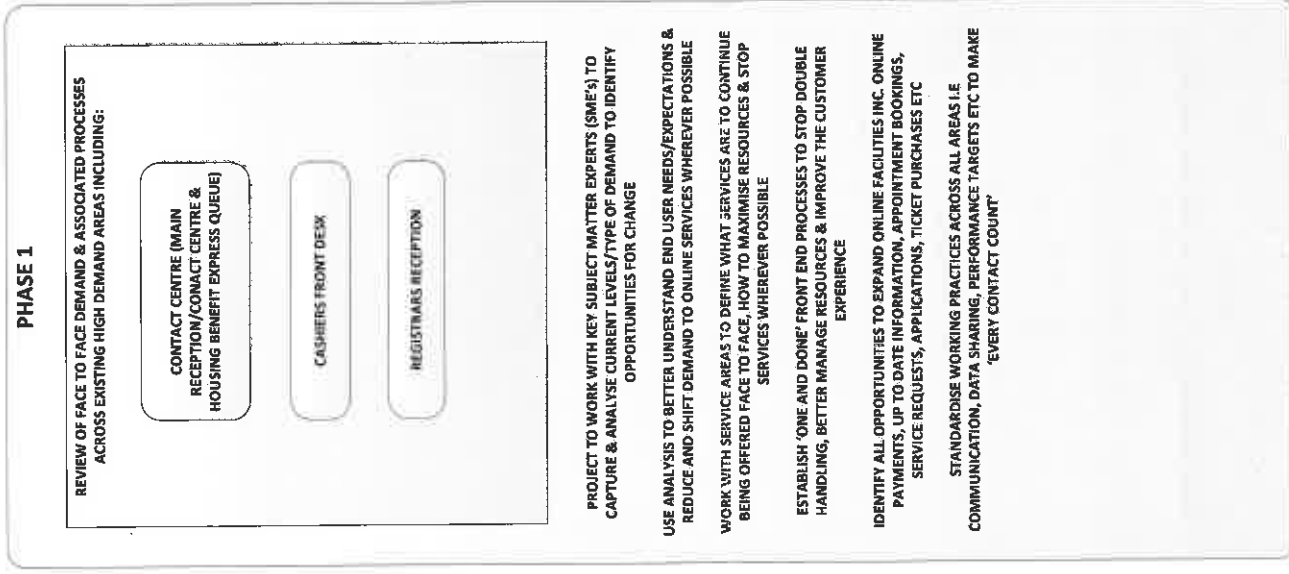 PHASE 1
REVIEW OF FACE TO FACE DEMAND & ASSOCIATED PROCESSES
ACROSS EXISTING HIGH DEMAND AREAS INCLUDING:
CONTACT CENTRE (MAIN
RECEPTION/CONACT CENTRE &
HOUSING BENEFIT EXPRESS QUEUE)
CASHIERS FRONT DESK
REGISTRARS RECEPTION
PROJECT TO WORK WITH KEY SUBJECT MATTER EXPERTS (SME's) TO
CAPTURE & ANALYSE CURRENT LEVELS/TYPE OF DEMAND TO IDENTIFY
OPPORTUNITIES FOR CHANGE
USE ANALYSIS TO BETTER UNDERSTAND END USER NEEDS/EXPECTATIONS &
REDUCE AND SHIFT DEMAND TO ONLINE SERVICES WHEREVER POSSIBLE
WORK WITH SERVICE AREAS TO DEFINE WHAT SERVICES ARE TO CONTINUE
BEING OFFERED FACE TO FACE, HOW TO MAXIMISE RESOURCES & STOP
SERVICES WHEREVER POSSIBLE
ESTABLISH 'ONE AND DONE' FRONT END PROCESSES TO STOP DOUBLE
HANDLING, BETTER MANAGE RESOURCES & IMPROVE THE CUSTOMER
EXPERIENCE
IDENTIFY ALL OPPORTUNITIES TO EXPAND ONLINE FACILITIES INC. ONLINE
PAYMENTS, UP TO DATE INFORMATION, APPOINTMENT BOOKINGS,
SERVICE REQUESTS, APPLICATIONS, TICKET PURCHASES ETC
STANDARDISE WORKING PRACTICES ACROSS ALL AREAS I.E
COMMUNICATION, DATA SHARING, PERFORMANCE TARGETS ETC TO MAKE
'EVERY CONTACT COUNT'